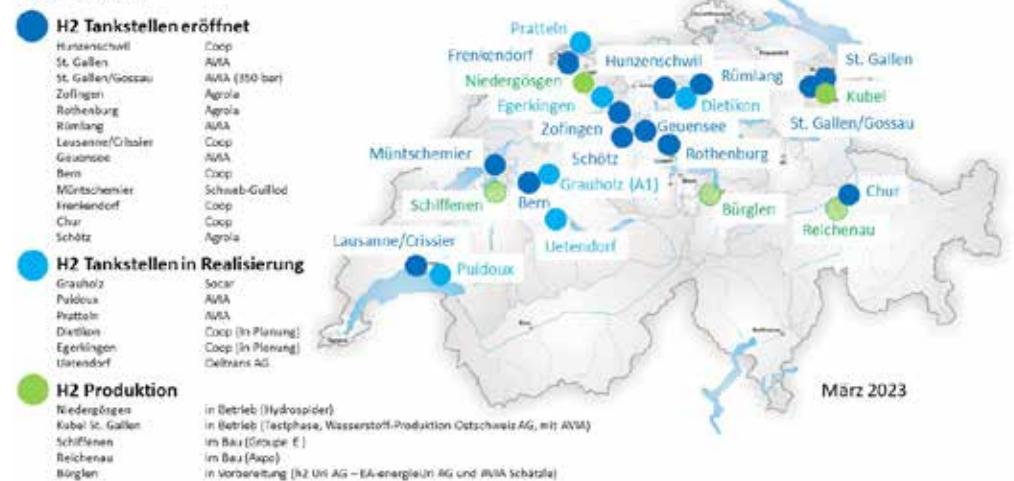 H2 Tankstellen eröffnet
Hunzenschwil Coop
St. Gallen AVIA
St. Gallen/Gossau AVIA (350 bar)
Zofingen Agrola
Rothenburg Agrola
Rümlang AVIA
Lausanne/Crissier Coop
Geuensee AVIA
Bern Coop
Müntschemier Schwab-Guillod
Frenkendorf Coop
Chur Coop
Schötz Agrola
H2 Tankstellen in Realisierung
Grauholz Socar
Puidoux AVIA
Pratteln AVIA
Dietikon Coop (in Planung)
Egerkingen Coop (in Planung)
Uetendorf Oeltrans AG
H2 Produktion
Niedergösgen in Betrieb (Hydrospider)
Kubel St. Gallen in Betrieb (Testphase, Wasserstoff-Produktion Ostschweiz AG, mit AVIA)
Schiffenen im Bau (Groupe E)
Reichenau im Bau (Axpo)
Bürglen in Vorbereitung (H2 Uri AG – EA-energieUri AG und AVIA Schätzle)
Pratteln
Frenkendorf
Hunzenschwil
Rümlang
St. Gallen
Niedergösgen
Egerkingen
Dietikon
Kubel
Zofingen
Geuensee
St. Gallen/Gossau
Müntschemier
Schötz
Rothenburg
Grauholz (A1)
Schiffenen
Bern
Bürglen
Chur
Reichenau
Uetendorf
Lausanne/Crissier
Puidoux
März 2023